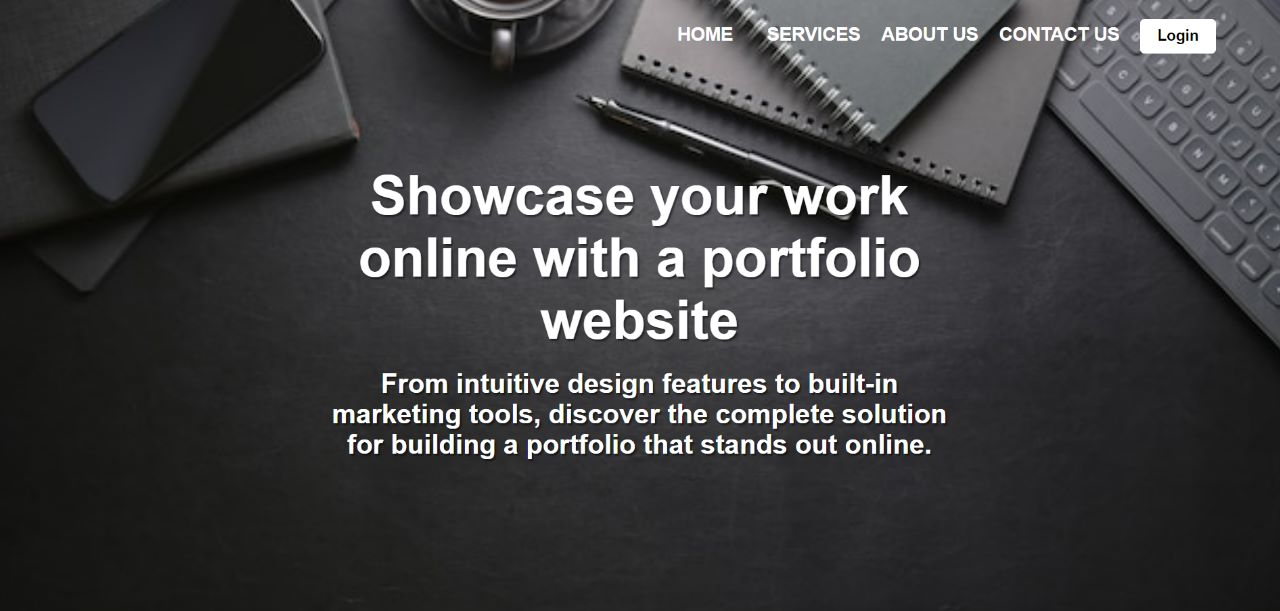 HOME SERVICES ABOUT US CONTACT US Login
Showcase your work
online with a portfolio
website
From intuitive design features to built-in
marketing tools, discover the complete solution
for building a portfolio that stands out online.